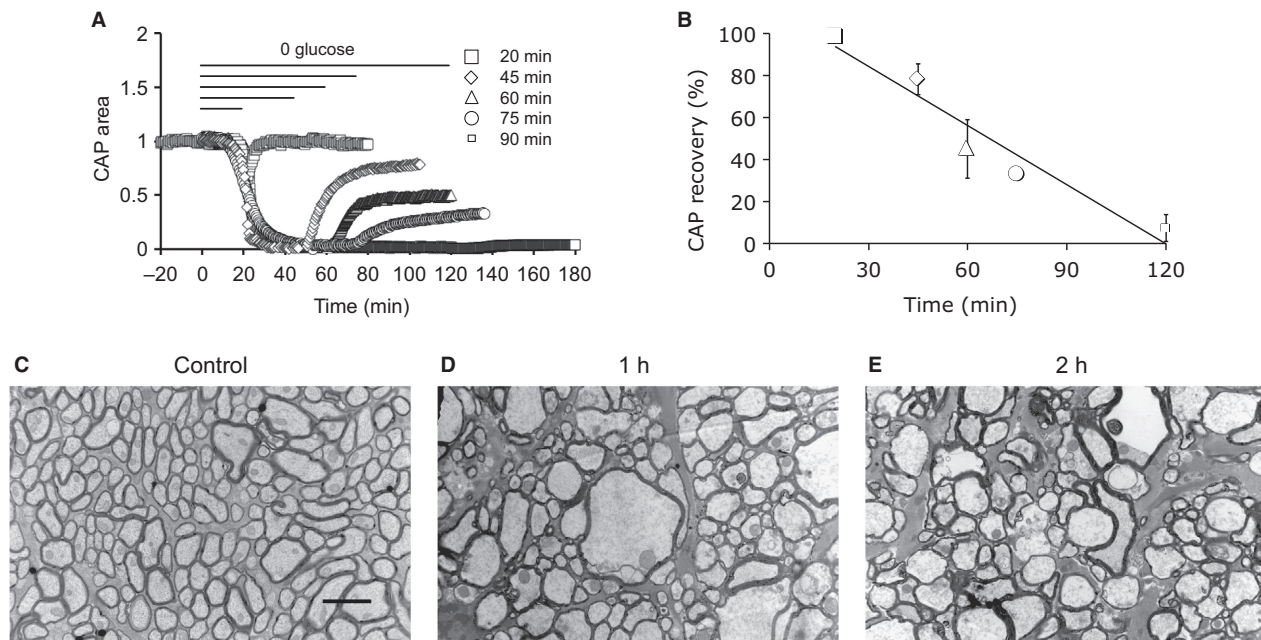 A
CAP area
2
1.5
1
0.5
0
0 glucose
20 min
45 min
60 min
75 min
90 min
–20 0 20 40 60 80 100 120 140 160 180
Time (min)
B
CAP recovery (%)
100
80
60
40
20
0
0 30 60 90 120
Time (min)
C Control
D 1 h
E 2 h